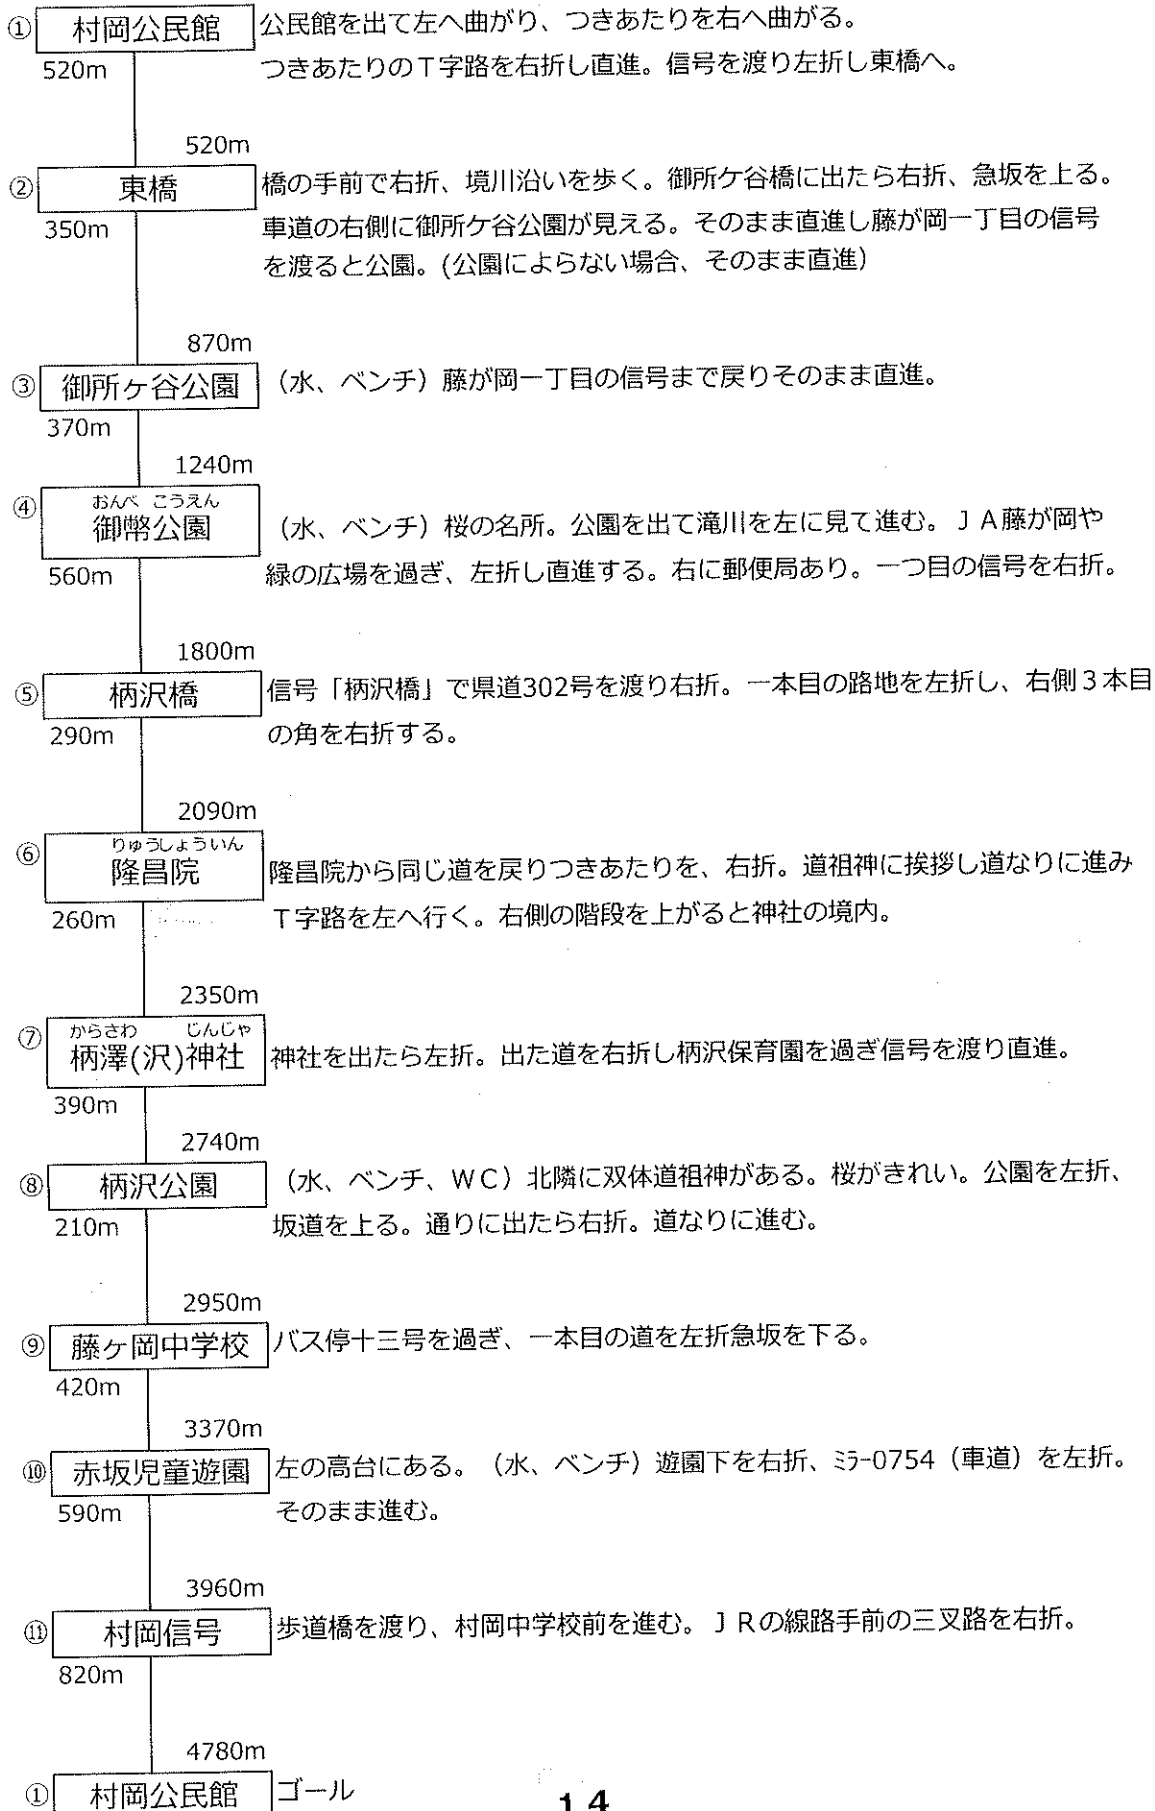 ① 村岡公民館 公民館を出て左へ曲がり、つきあたりを右へ曲がる。
520m つきあたりのT字路を右折し直進。信号を渡り左折し東橋へ。
520m
② 東橋 橋の手前で右折、境川沿いを歩く。御所ケ谷橋に出たら右折、急坂を上る。
350m 車道の右側に御所ケ谷公園が見える。そのまま直進し藤が岡一丁目の信号
を渡ると公園。(公園によらない場合、そのまま直進)
870m
③ 御所ヶ谷公園 (水、ベンチ)藤が岡一丁目の信号まで戻りそのまま直進。
370m
1240m
おんべ こうえん
④ 御幣公園 (水、ベンチ)桜の名所。公園を出て滝川を左に見て進む。JA藤が岡や
560m 緑の広場を過ぎ、左折し直進する。右に郵便局あり。一つ目の信号を右折。
1800m
⑤ 柄沢橋 信号「柄沢橋」で県道302号を渡り右折。一本目の路地を左折し、右側3本目
290m の角を右折する。
2090m
りゅうしょういん
⑥ 隆昌院 隆昌院から同じ道を戻りつきあたりを、右折。道祖神に挨拶し道なりに進み
260m T字路を左へ行く。右側の階段を上がると神社の境内。
2350m
からさわ じんじゃ
⑦ 柄澤(沢)神社 神社を出たら左折。出た道を右折し柄沢保育園を過ぎ信号を渡り直進。
390m
2740m
⑧ 柄沢公園 (水、ベンチ、WC)北隣に双体道祖神がある。桜がきれい。公園を左折、
210m 坂道を上る。通りに出たら右折。道なりに進む。
2950m
⑨ 藤ヶ岡中学校 バス停十三号を過ぎ、一本目の道を左折急坂を下る。
420m
3370m
⑩ 赤坂児童遊園 左の高台にある。(水、ベンチ)遊園下を右折、ミラー0754(車道)を左折。
590m そのまま進む。
3960m
⑪ 村岡信号 歩道橋を渡り、村岡中学校前を進む。JRの線路手前の三叉路を右折。
820m
4780m
① 村岡公民館 ゴール
14